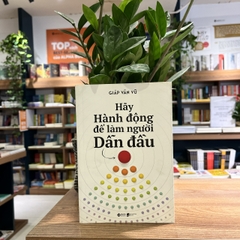 TOP
GIÁP VĂN VŨ
Hãy
Hành động
để làm người
Dẫn đầu